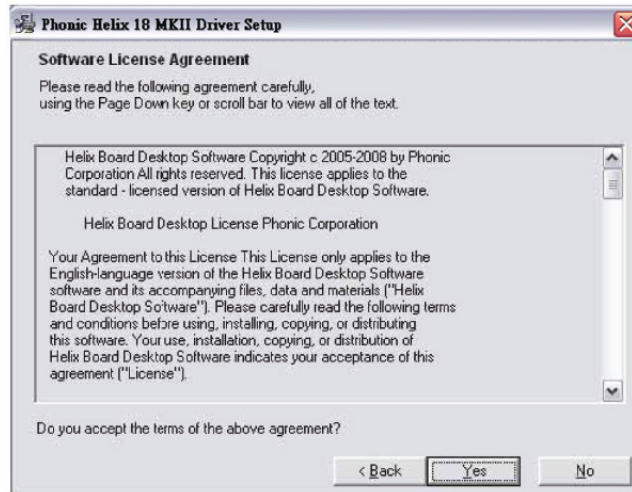 Phonic Helix 18 MKII Driver Setup
Software License Agreement
Please read the following agreement carefully,
using the Page Down key or scroll bar to view all of the text.
Helix Board Desktop Software Copyright c 2005-2008 by Phonic
Corporation All rights reserved. This license applies to the
standard - licensed version of Helix Board Desktop Software.
Helix Board Desktop License Phonic Corporation
Your Agreement to this License This License only applies to the
English-language version of the Helix Board Desktop Software
software and its accompanying files, data and materials ("Helix
Board Desktop Software"). Please carefully read the following terms
and conditions before using, installing, copying, or distributing
this software. Your use, installation, copying, or distribution of
Helix Board Desktop Software indicates your acceptance of this
agreement ("License").
Do you accept the terms of the above agreement?
< Back
Yes
No